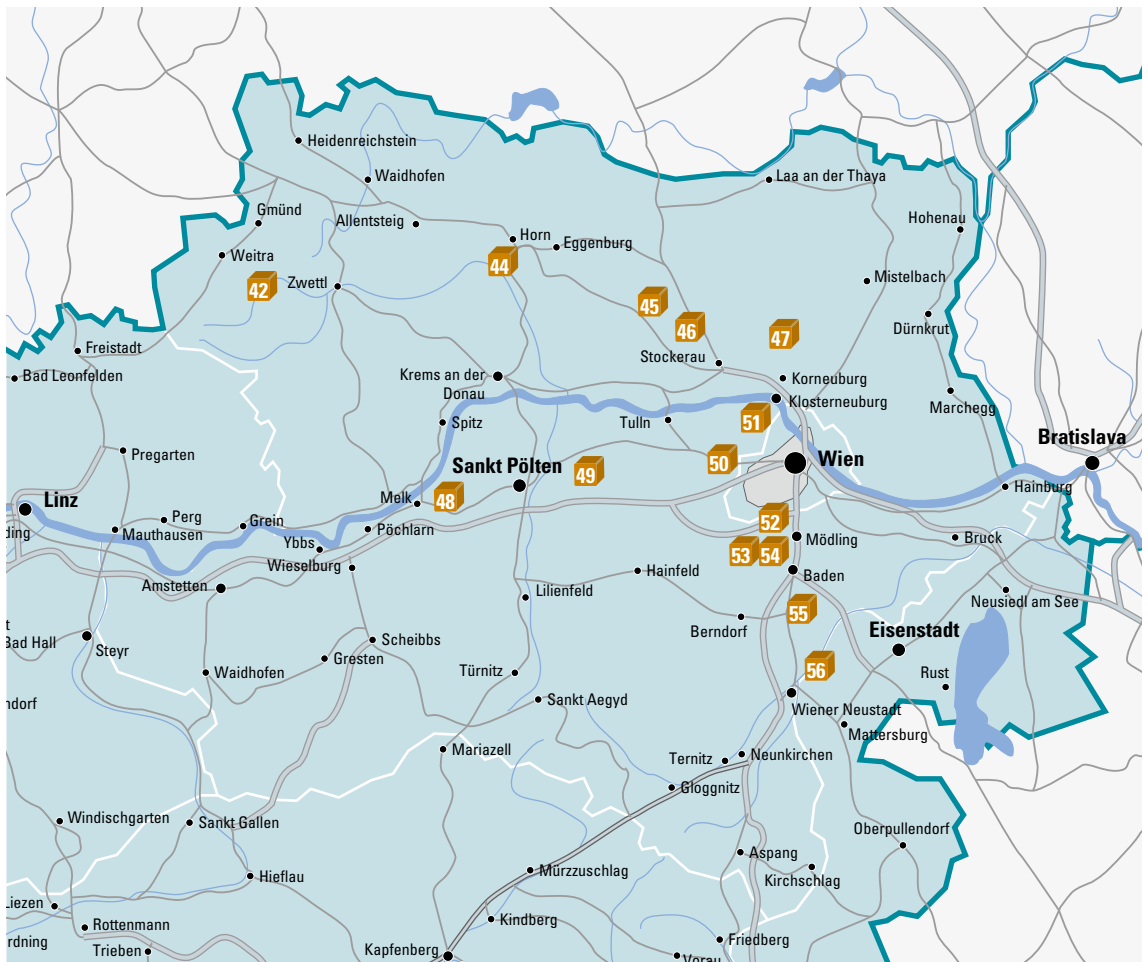 Heidenreichstein
Waidhofen
Laa an der Thaya
Gmünd
Allentsteig
Hohenau
Horn
Eggenburg
Weitra
44
Zwettl
42
Mistelbach
45
46
47
Dürnkrut
Freistadt
Stockerau
Bad Leonfelden
Krems an der
Donau
Korneuburg
Klosterneuburg
Marchegg
Spitz
Tulln
51
Pregarten
Bratislava
Sankt Pölten
49
50
Wien
Hainburg
Linz
Melk
48
Perg
Grein
Mauthausen
ding
Pöchlarn
52
Mödling
Bruck
Ybbs
53
54
Wieselburg
Amstetten
Hainfeld
Baden
Lilienfeld
Neusiedl am See
55
Berndorf
t
Bad Hall
Steyr
Scheibbs
Eisenstadt
Gresten
Waidhofen
Türnitz
56
Rust
ndorf
Sankt Aegyd
Wiener Neustadt
Mattersburg
Mariazell
Ternitz
Neunkirchen
Gloggnitz
Windischgarten
Sankt Gallen
Oberpullendorf
Aspang
Mürzzuschlag
Kirchschlag
Hieflau
Liezen
Kindberg
Rottenmann
ordning
Trieben
Kapfenberg
Friedberg
Vorau